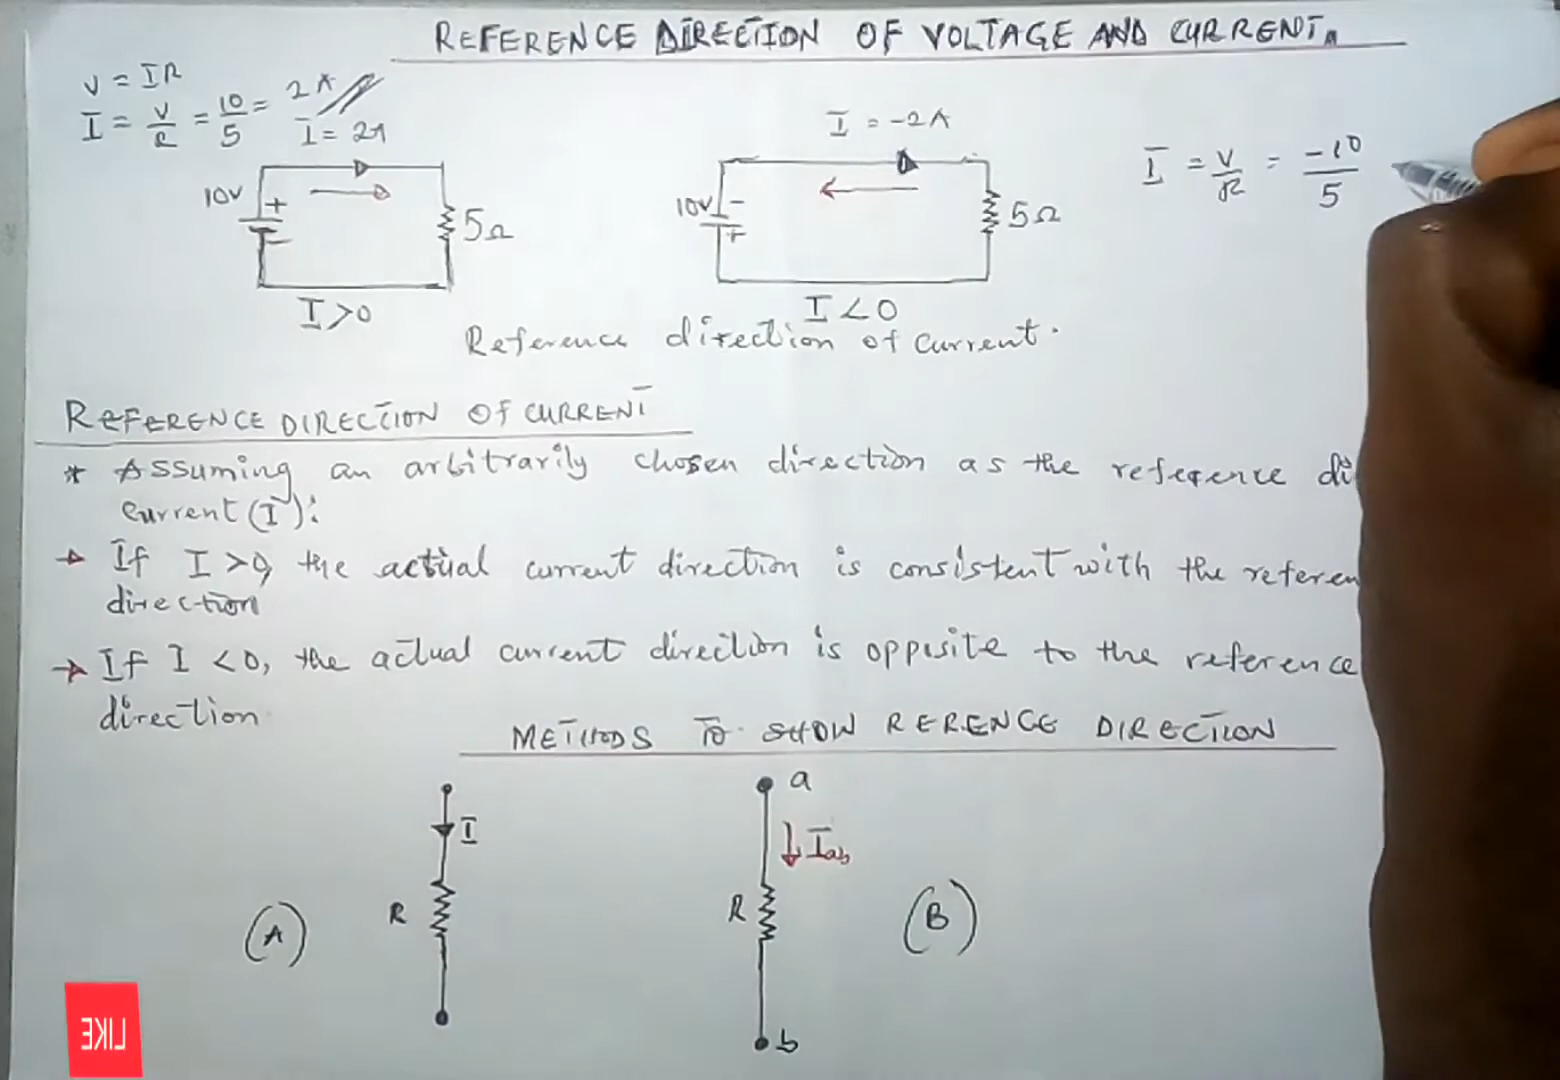 REFERENCE DIRECTION OF VOLTAGE AND CURRENT
V = IR
I = V/R = 10/5 = 2A
I = 2A
10V
+
-
5Ω
I>0
I = -2A
10V
-
+
5Ω
I<0
I = V/R = -10/5
Reference direction of current.
REFERENCE DIRECTION OF CURRENT
* Assuming an arbitrarily chosen direction as the reference di
Current (I):
→ If I >0, the actual current direction is consistent with the referen
direction
→ If I <0, the actual current direction is opposite to the reference
direction
METHODS TO SHOW RERENCE DIRECTION
I
R
(A)
a
Iab
R
(B)
b
LIKE